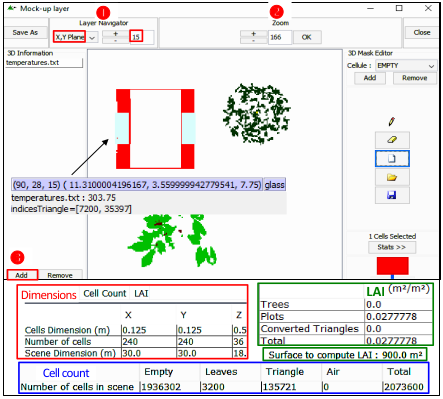 Mock-up layer
Save As
Layer Navigator
1
X,Y Plane
+
-
15
2
Zoom
+
-
166
OK
Close
3D Information
temperatures.txt
3D Mask Editor
Cellule : EMPTY
Add Remove
(90, 28, 15) ( 11.3100004196167, 3.559999942779541, 7.75) glass
temperatures.txt : 303.75
indicesTriangle=[7200, 35397]
1 Cells Selected
Stats >>
Add Remove
Dimensions Cell Count LAI
X Y Z
Cells Dimension (m) 0.125 0.125 0.5
Number of cells 240 240 36
Scene Dimension (m) 30.0 30.0 18.
LAI (m²/m²)
Trees 0.0
Plots 0.0277778
Converted Triangles 0.0
Total 0.0277778
Surface to compute LAI : 900.0 m²
Cell count Empty Leaves Triangle Air Total
Number of cells in scene 1936302 3200 135721 0 2073600